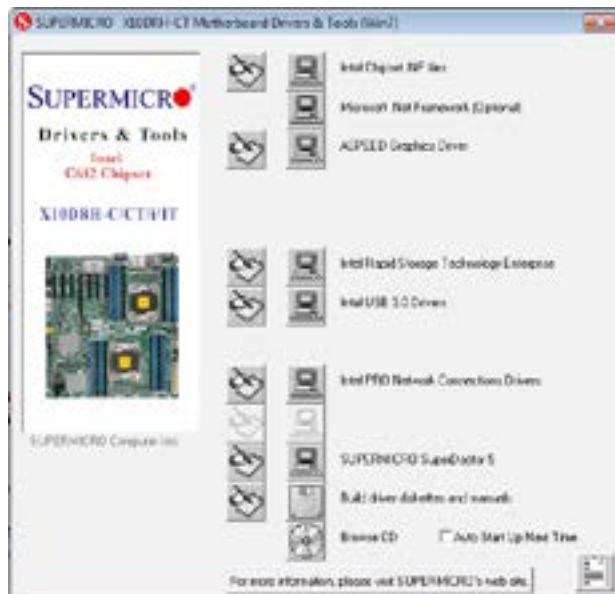 SUPERMICRO X10DRH-CT Motherboard Drivers & Tools (Win7)
SUPERMICRO
Drivers & Tools
Intel
C612 Chipset
X10DRH-C/CT/i/iT
SUPERMICRO Computer Inc.
Intel Chipset INF files
Microsoft .Net Framework (Optional)
ASPEED Graphics Driver
Intel Rapid Storage Technology Enterprise
Intel USB 3.0 Drivers
Intel PRO Network Connections Drivers
SUPERMICRO SuperDoctor 5
Build driver diskettes and manuals
Browse CD
Auto Start Up Next Time
For more information, please visit SUPERMICRO's web site.